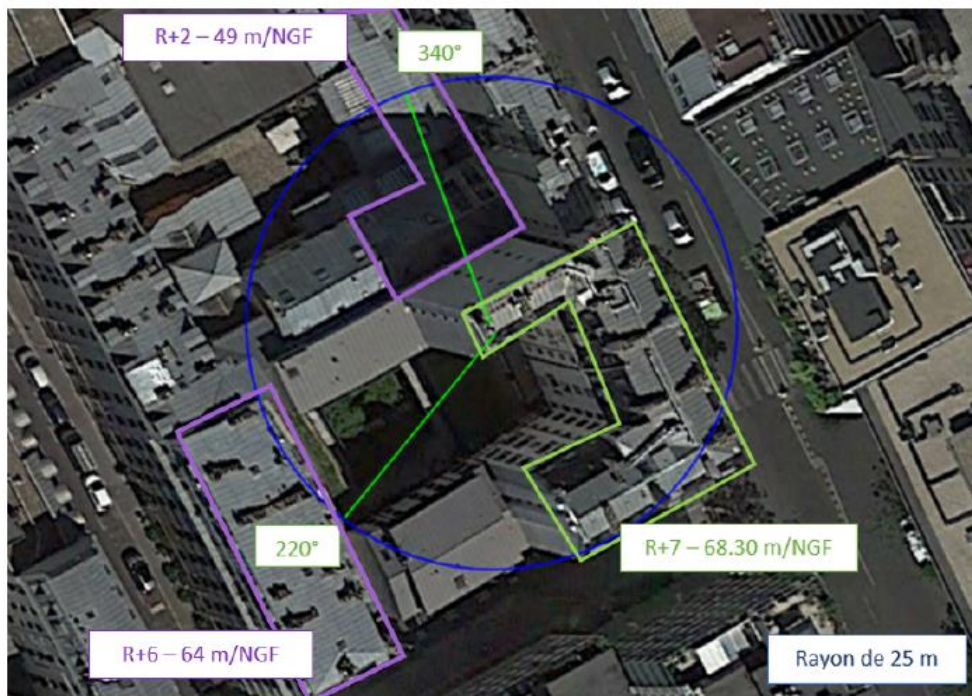 R+2 – 49 m/NGF
340°
220°
R+7 – 68.30 m/NGF
R+6 – 64 m/NGF
Rayon de 25 m